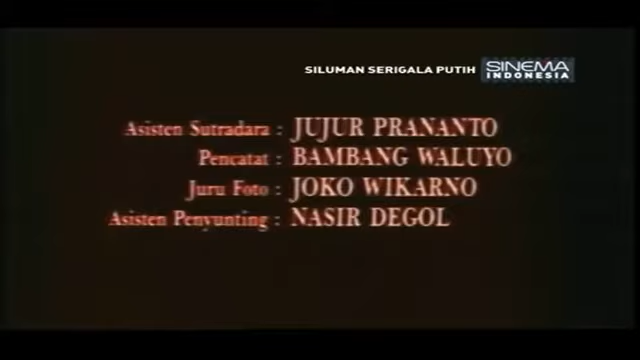 SILUMAN SERIGALA PUTIH
SINEMA
INDONESIA
Asisten Sutradara : JUJUR PRANANTO
Pencatat : BAMBANG WALUYO
Juru Foto : JOKO WIKARNO
Asisten Penyunting : NASIR DEGOL